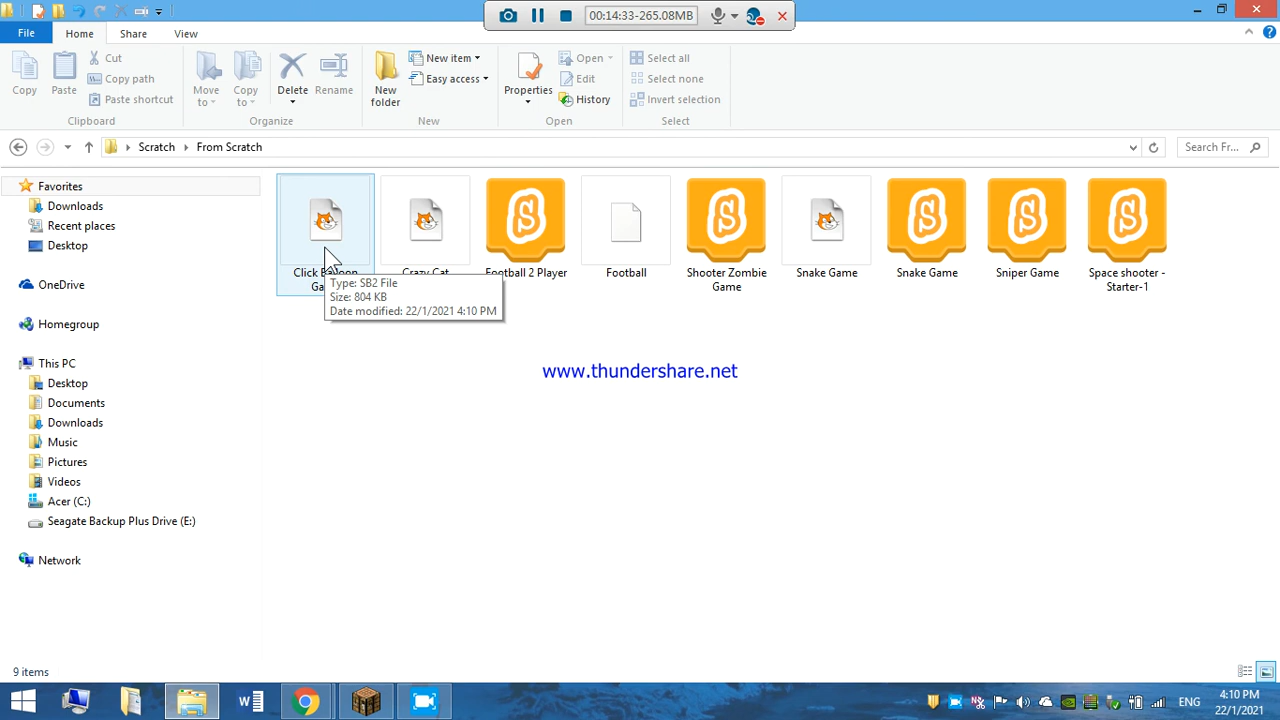 00:14:33-265.08MB
File
Home
Share
View
Copy
Paste
Cut
Copy path
Paste shortcut
Clipboard
Move to
Copy to
Delete
Rename
Organize
New folder
New item
Easy access
New
Properties
Open
Edit
History
Open
Select all
Select none
Invert selection
Select
Scratch
From Scratch
Search Fr...
Favorites
Downloads
Recent places
Desktop
OneDrive
Homegroup
This PC
Desktop
Documents
Downloads
Music
Pictures
Videos
Acer (C:)
Seagate Backup Plus Drive (E:)
Network
Click Balloon
Crazy Cat
Football 2 Player
Football
Shooter Zombie Game
Snake Game
Snake Game
Sniper Game
Space shooter - Starter-1
Type: SB2 File
Size: 804 KB
Date modified: 22/1/2021 4:10 PM
www.thundershare.net
9 items
ENG
4:10 PM
22/1/2021